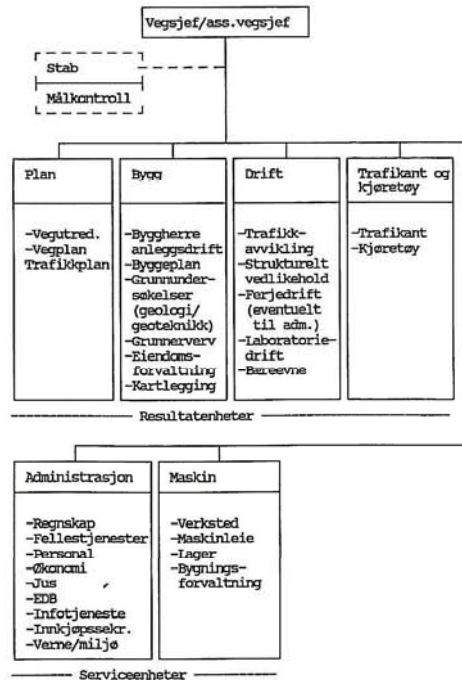 Vegsjef/ass.vegsjef
Stab
Målkontroll
Plan
-Vegutred.
-Vegplan
Trafikkplan
Bygg
-Byggherre
anleggsdrift
-Byggeplan
-Grunnunder-
søkelser
(geologi/
geoteknikk)
-Grunnerverv
-Eiendoms-
forvaltning
-Kartlegging
Drift
-Trafikk-
avvikling
-Strukturelt
vedlikehold
-Ferjedrift
(eventuelt
til adm.)
-Laboratorie-
drift
-Bæreevne
Trafikant og
kjøretøy
-Trafikant
-Kjøretøy
Resultatenheter
Administrasjon
-Regnskap
-Fellestjenester
-Personal
-Økonomi
-Jus
-EDB
-Infotjeneste
-Innkjøpssekr.
-Verne/miljø
Maskin
-Verksted
-Maskinleie
-Lager
-Bygnings-
forvaltning
Serviceenheter